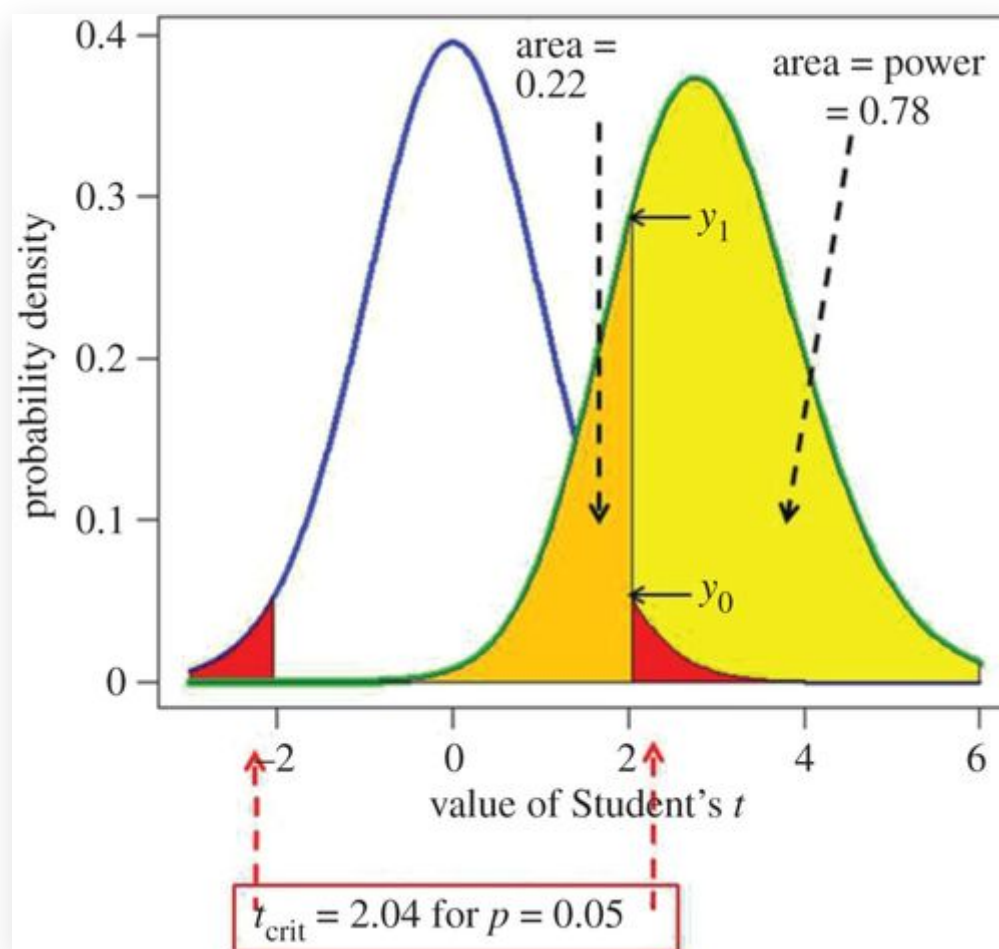 0.4
0.3
0.2
0.1
0
probability density
area =
0.22
area = power
= 0.78
y1
y0
–2
0
2
4
6
value of Student's t
tcrit = 2.04 for p = 0.05